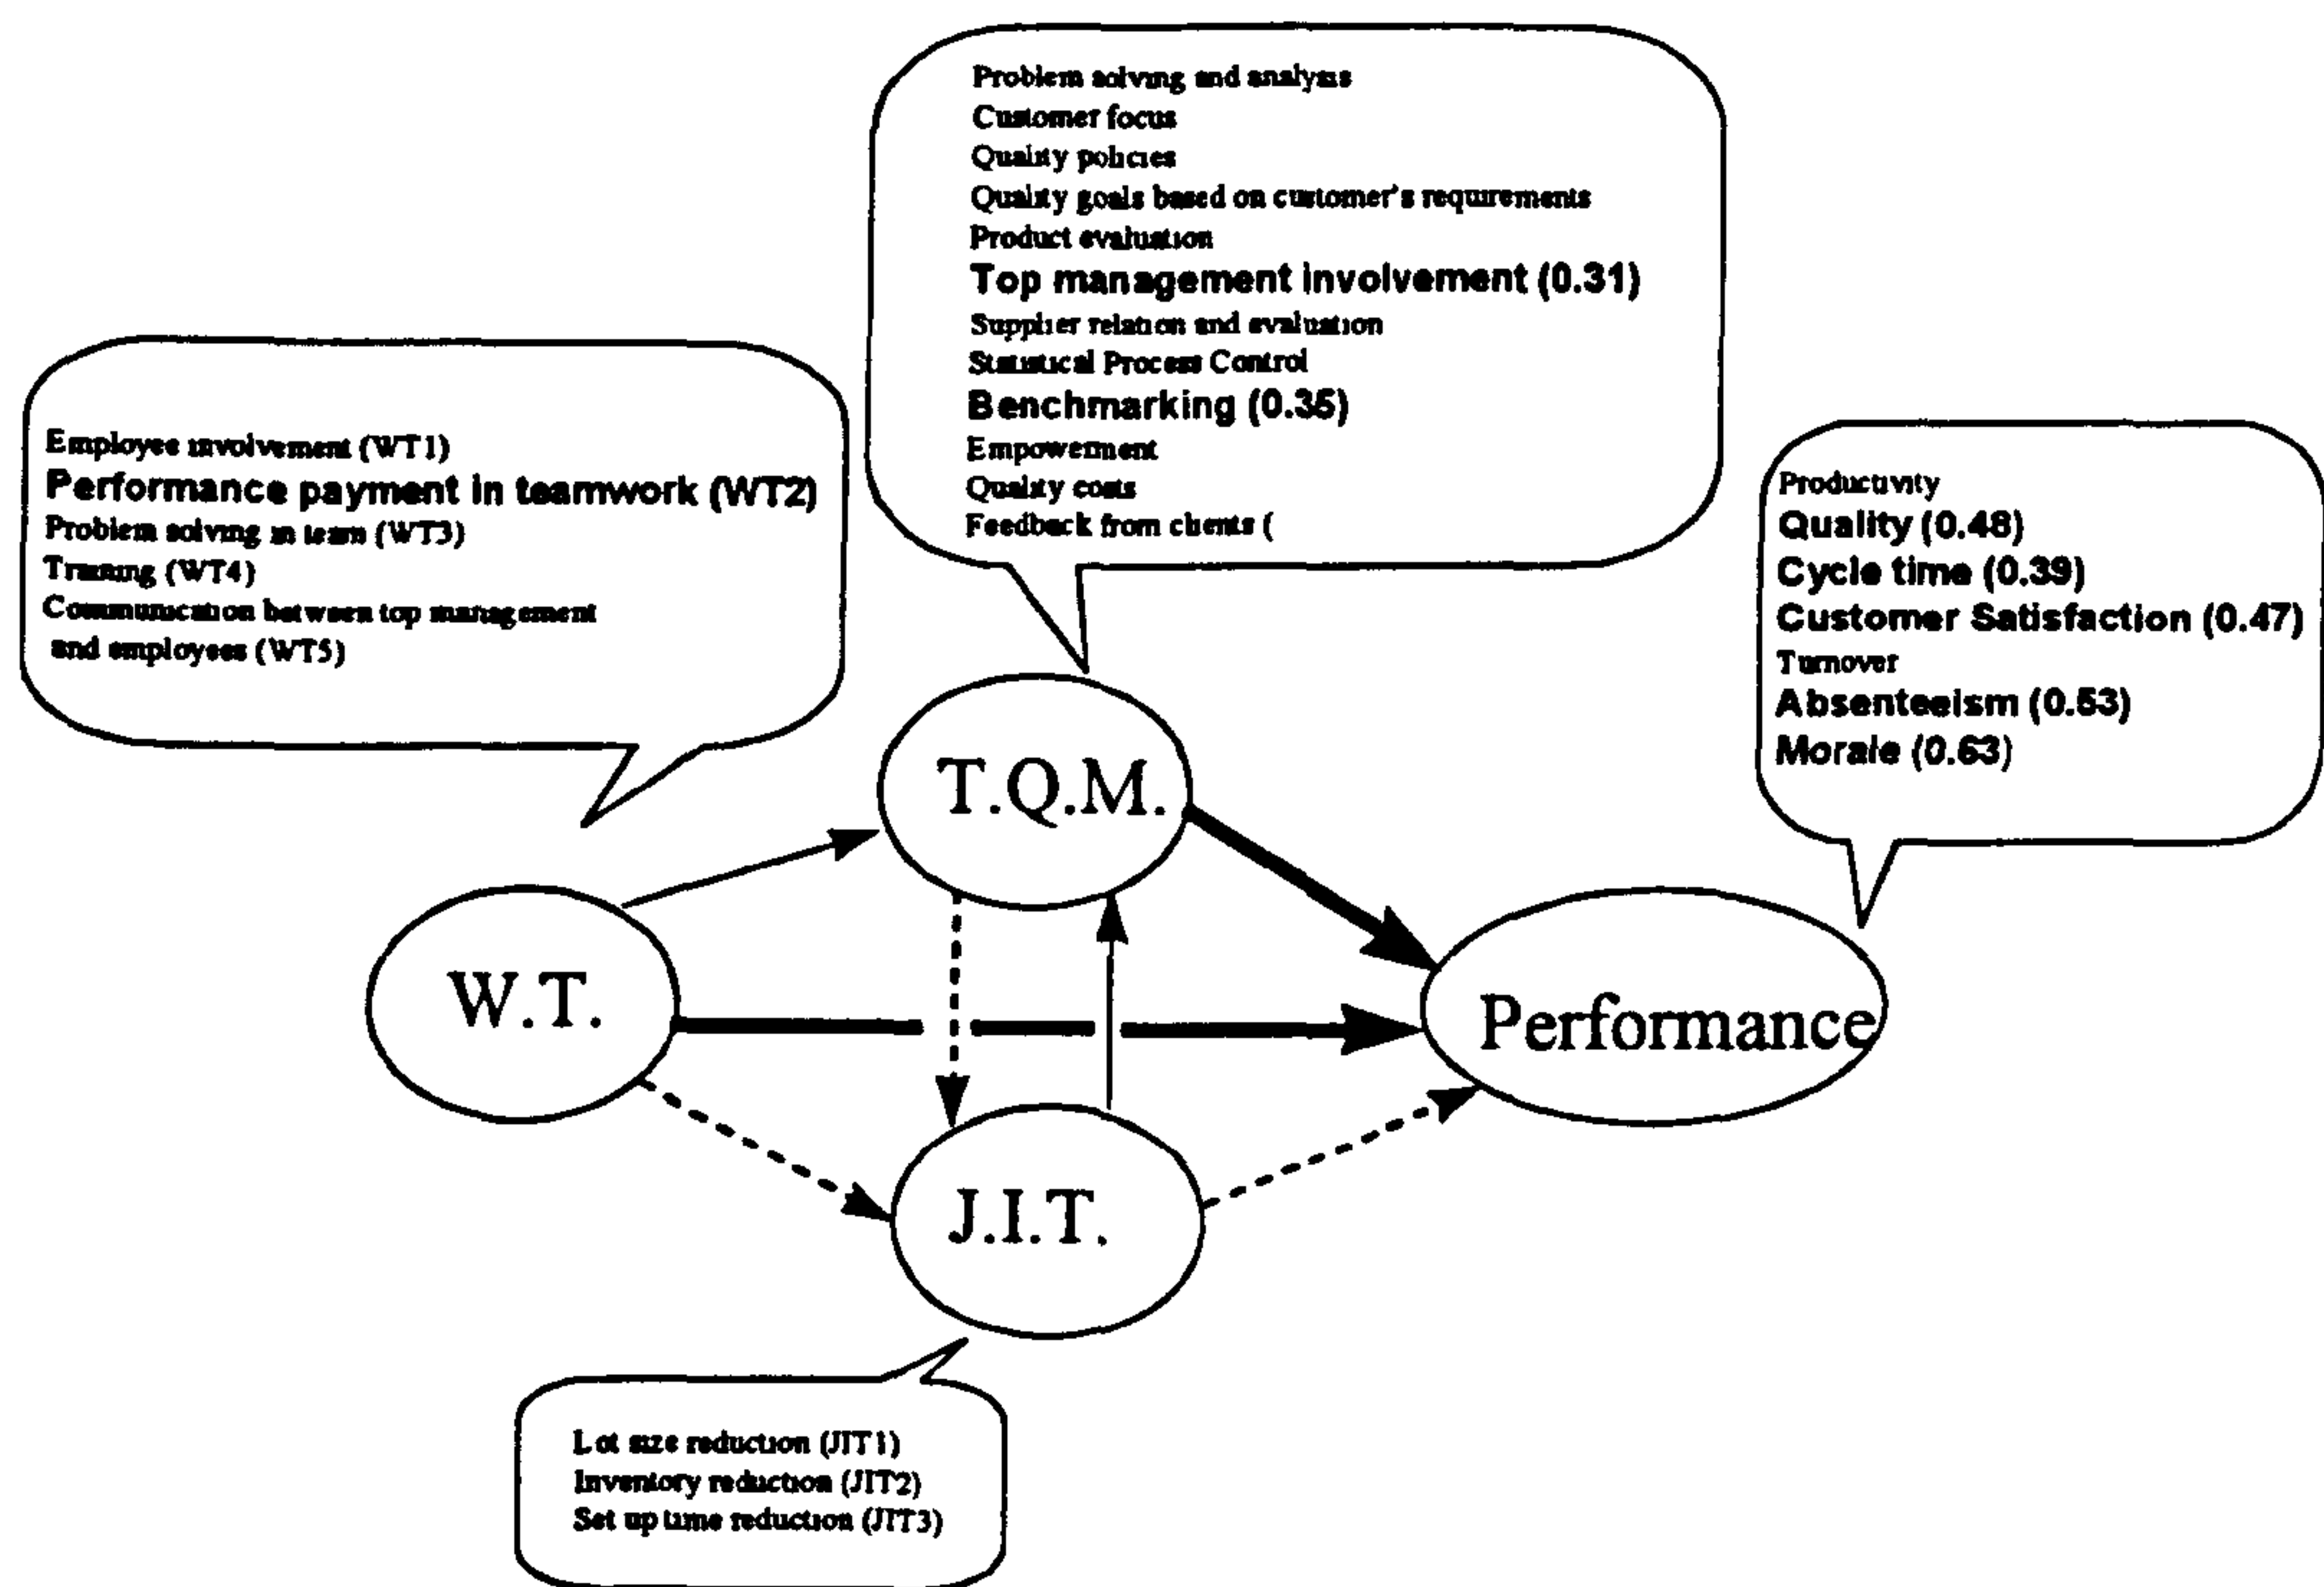 Problem solving and analysis
Customer focus
Quality policies
Quality goals based on customer's requirements
Product evaluation
Top management involvement (0.31)
Supplier relation and evaluation
Statistical Process Control
Benchmarking (0.35)
Empowerment
Quality costs
Feedback from clients (
Employee involvement (WT1)
Performance payment in teamwork (WT2)
Problem solving in team (WT3)
Training (WT4)
Communication between top management
and employees (WT5)
Productivity
Quality (0.48)
Cycle time (0.39)
Customer Satisfaction (0.47)
Turnover
Absenteeism (0.53)
Morale (0.63)
T.Q.M.
W.T.
Performance
J.I.T.
Lot size reduction (JIT1)
Inventory reduction (JIT2)
Set up time reduction (JIT3)